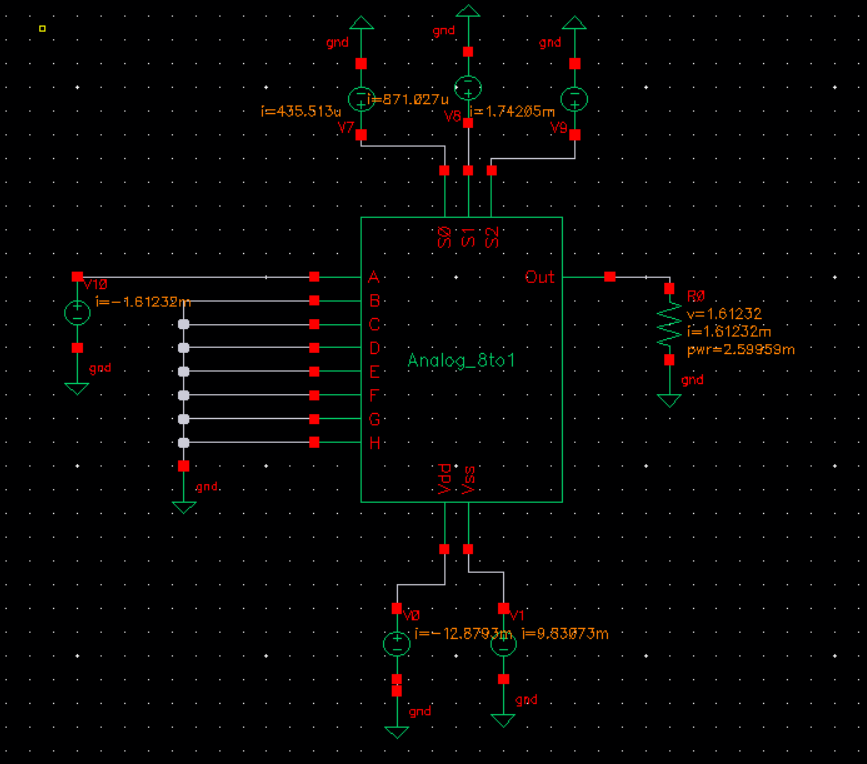 gnd
gnd
gnd
i=435.513u
i=871.027u
i=1.74205m
V7
V8
V9
S0
S1
S2
V10
i=-1.61232m
gnd
A
B
C
D
E
F
G
H
gnd
Analog_8to1
Out
R0
v=1.61232
i=1.61232m
pwr=2.59959m
gnd
Vdd
Vss
V0
i=-12.8793m
V1
i=9.83073m
gnd
gnd